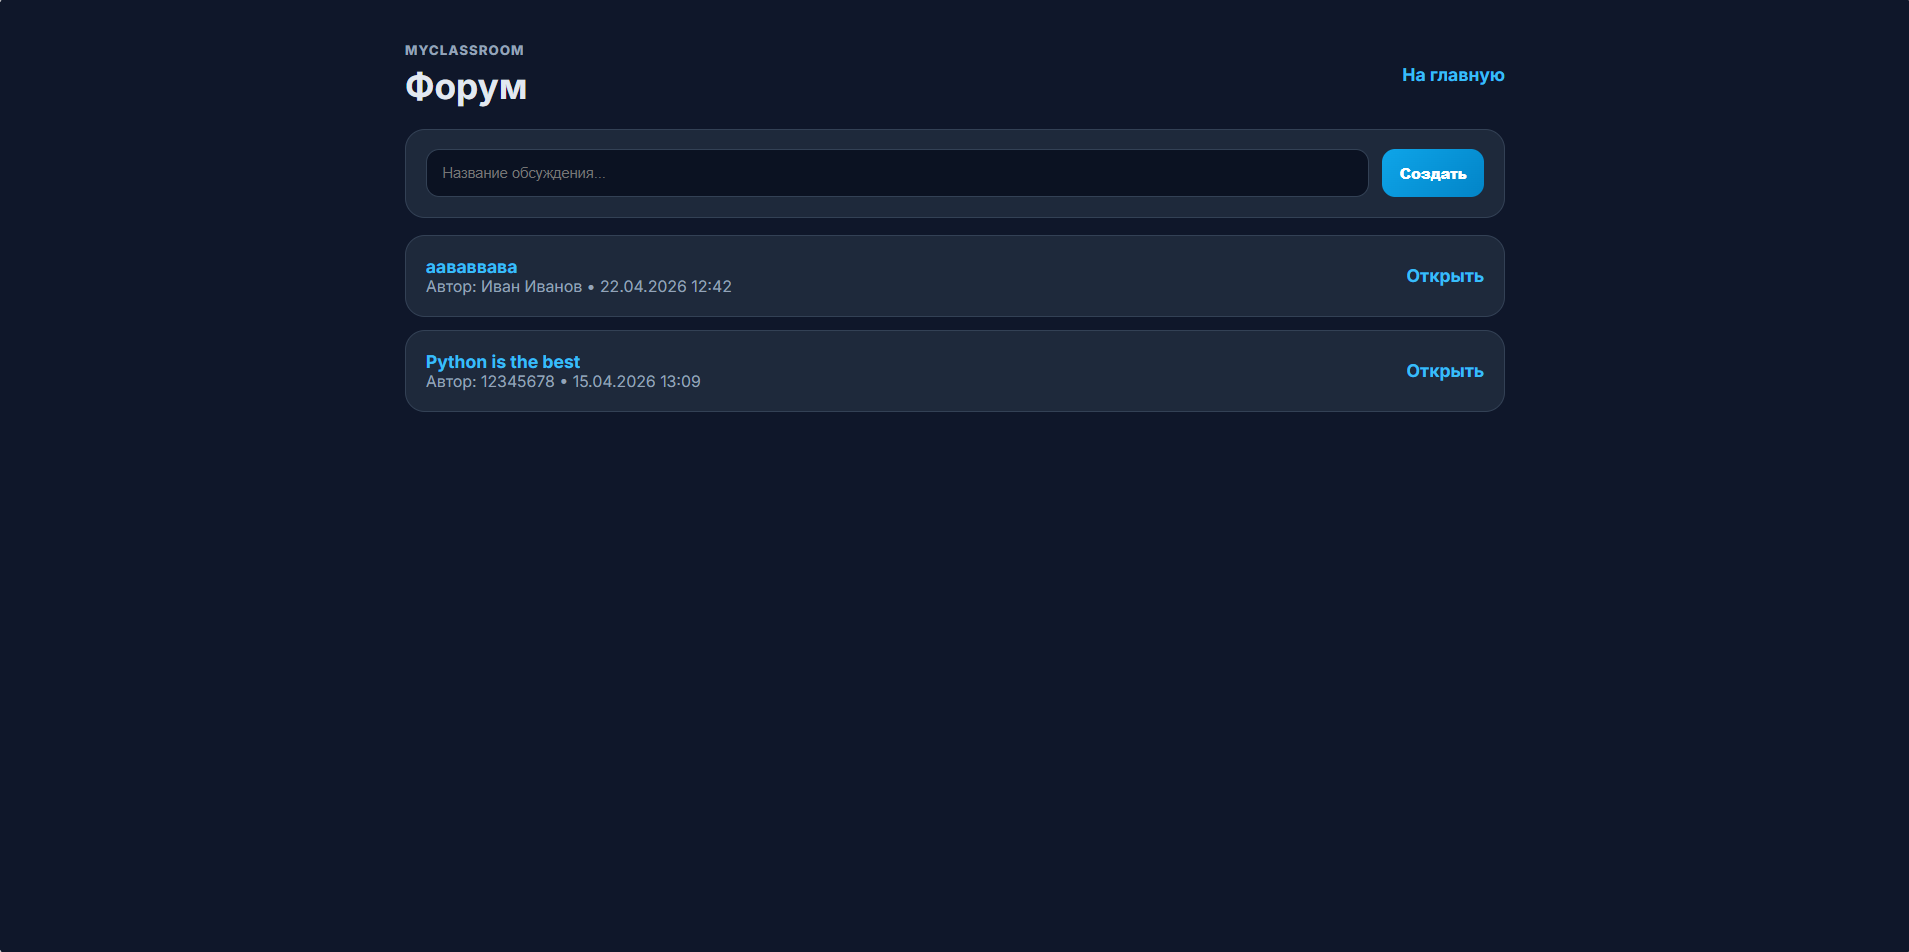 MYCLASSROOM
Форум
На главную
Название обсуждения...
Создать
аававвава
Автор: Иван Иванов • 22.04.2026 12:42
Открыть
Python is the best
Автор: 12345678 • 15.04.2026 13:09
Открыть